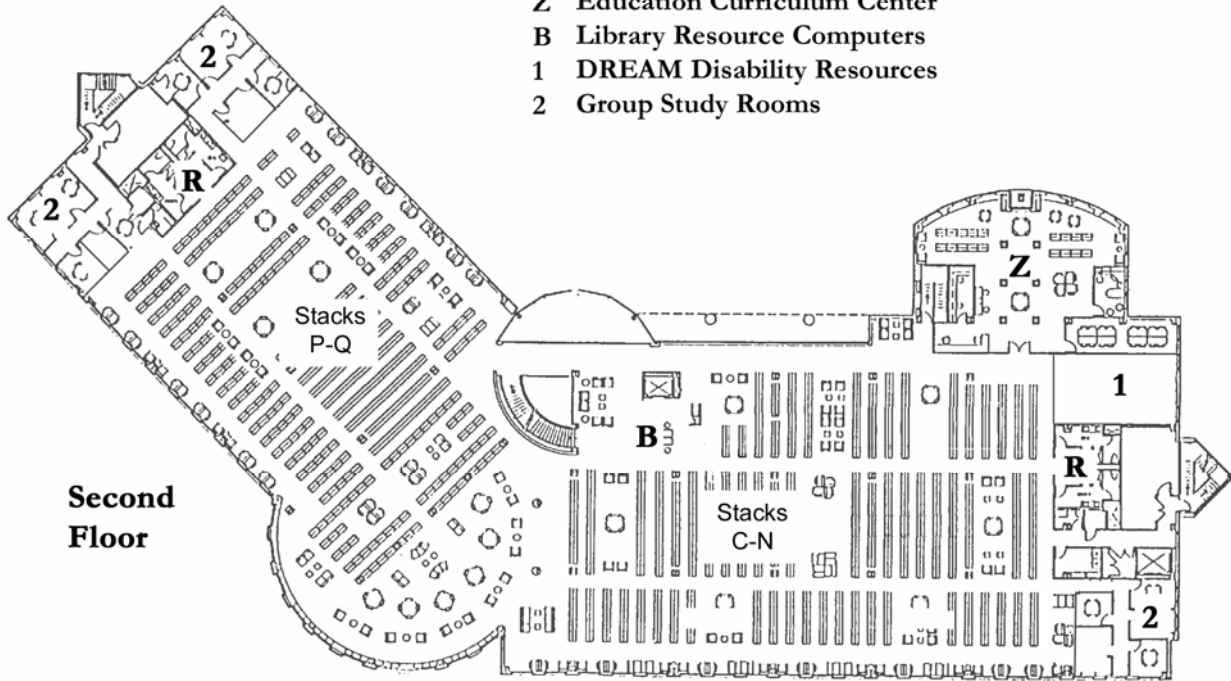 Z Education Curriculum Center
B Library Resource Computers
1 DREAM Disability Resources
2 Group Study Rooms
2
R
2
Z
Stacks
P-Q
1
B
R
Second
Floor
Stacks
C-N
2